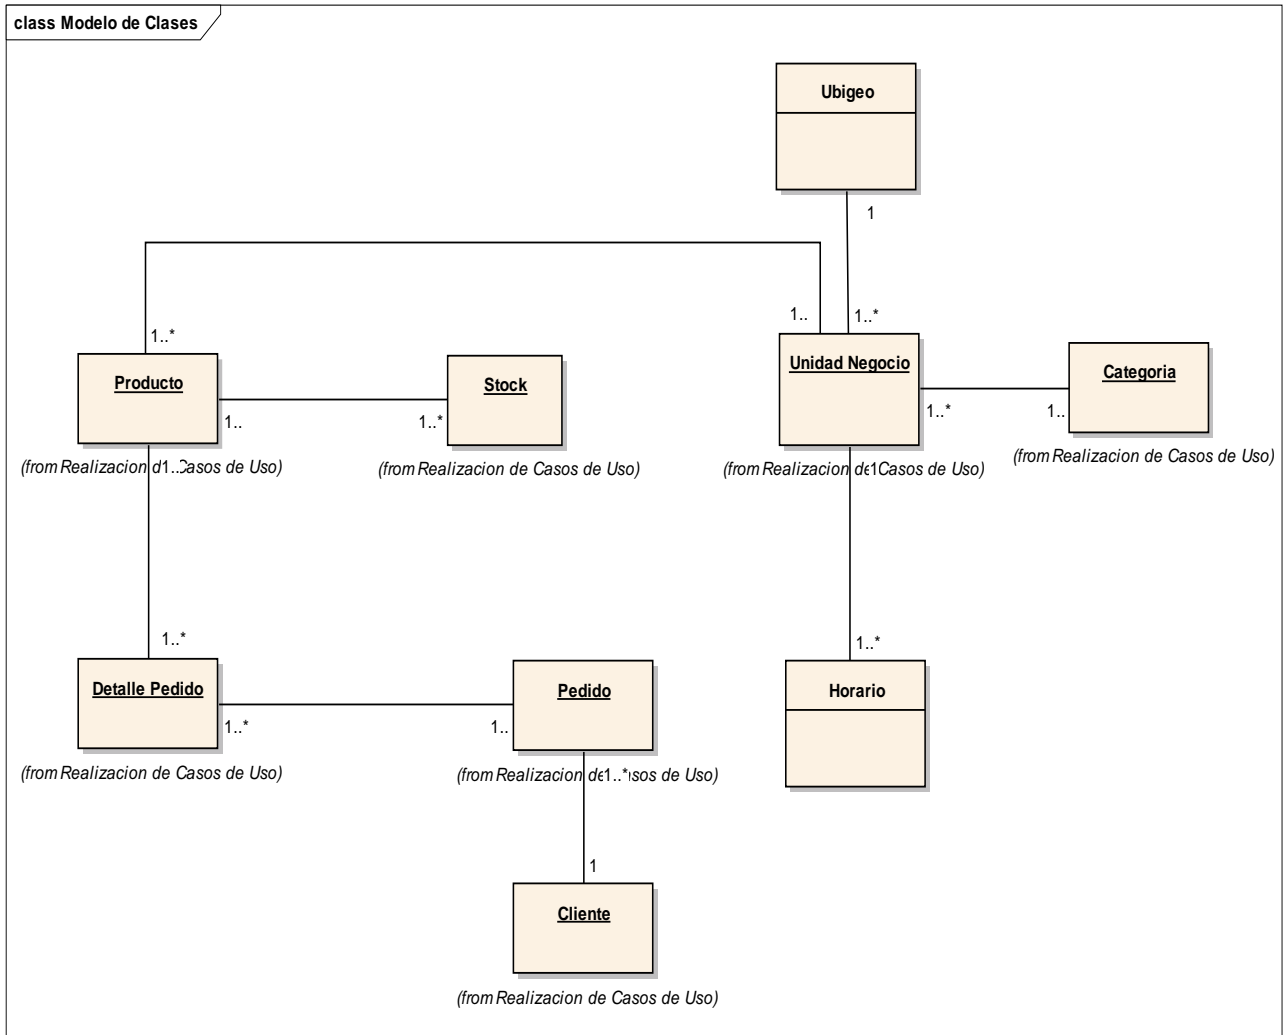 class Modelo de Clases
Ubigeo
1
1..
1..*
1..*
Producto
1..
1..*
Stock
Unidad Negocio
1..*
1..
Categoria
(from Realizacion d1..Casos de Uso)
(from Realizacion de Casos de Uso)
(from Realizacion de1Casos de Uso)
(from Realizacion de Casos de Uso)
1..*
1..*
Detalle Pedido
1..*
1..
Pedido
Horario
(from Realizacion de Casos de Uso)
(from Realizacion de1..*sos de Uso)
1
Cliente
(from Realizacion de Casos de Uso)